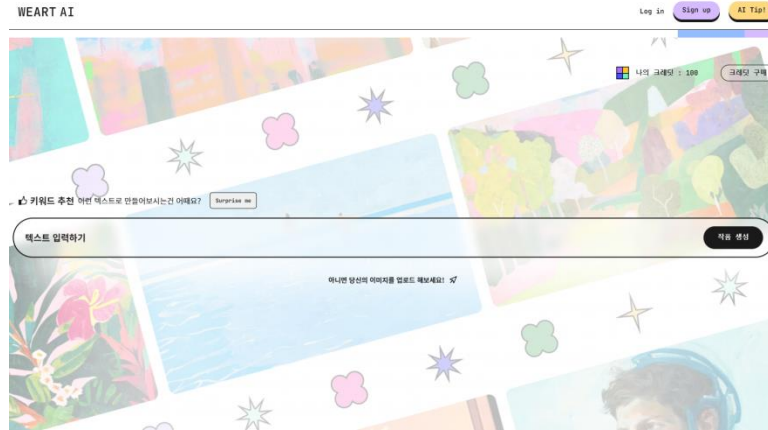 WEART AI
Log in
Sign up
AI Tip!
나의 크레딧 : 100
크레딧 구매
키워드 추천 이런 텍스트로 만들어보시는건 어때요?
Surprise me
텍스트 입력하기
작품 생성
아니면 당신의 이미지를 업로드 해보세요!